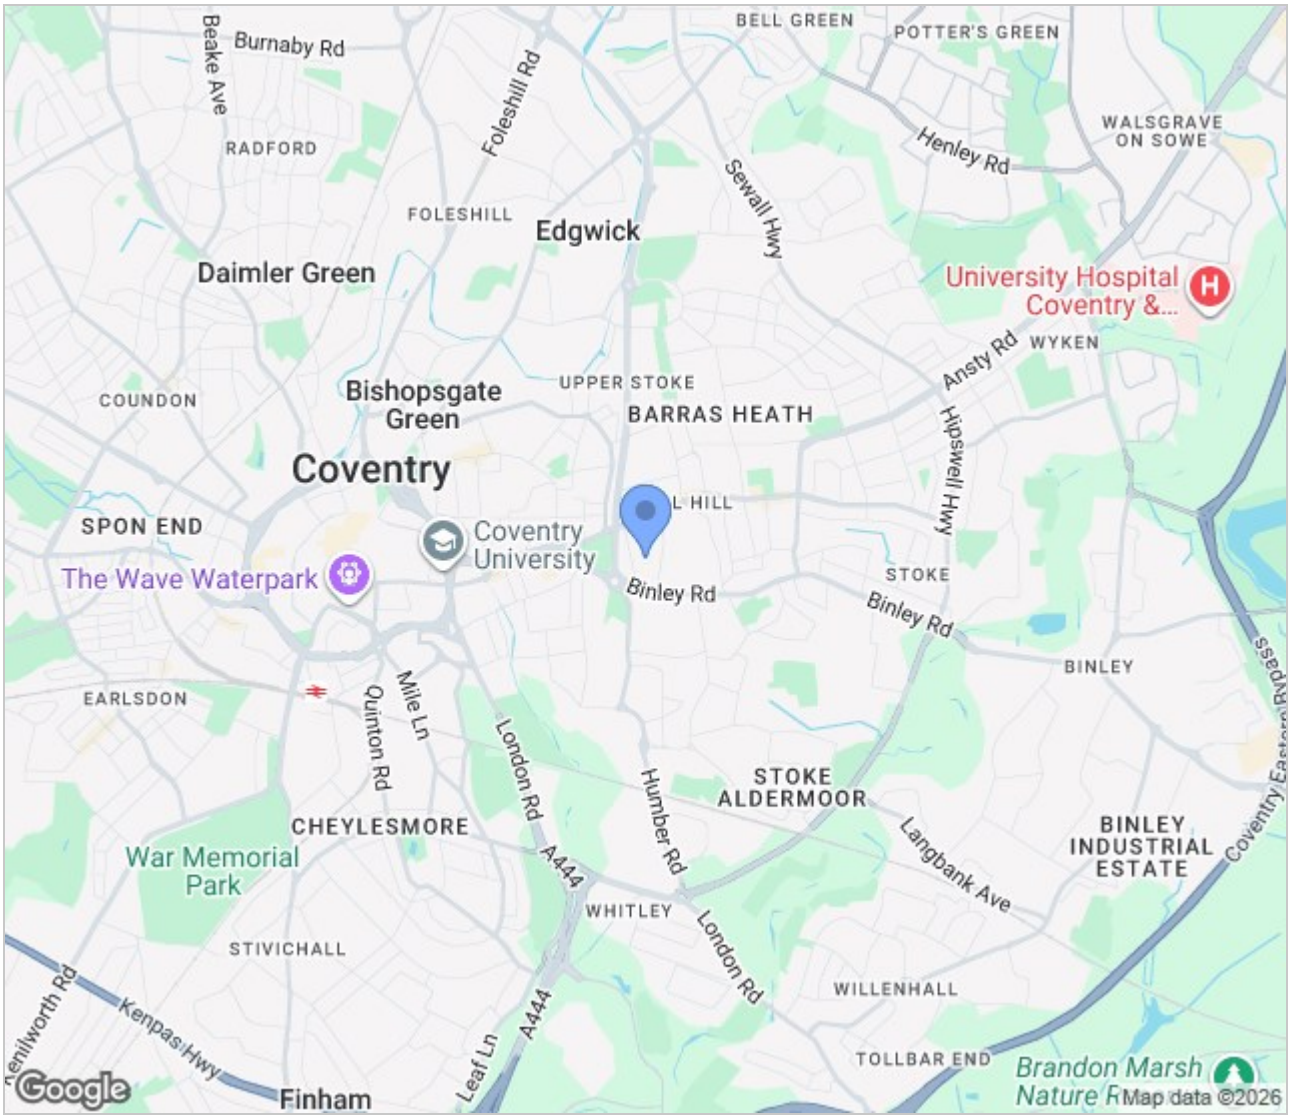 BELL GREEN
POTTER'S GREEN
Burnaby Rd
Beake Ave
Foleshill Rd
WALSGRAVE
ON SOWE
Henley Rd
RADFORD
Sewall Hwy
FOLESHILL
Edgwick
Daimler Green
University Hospital
Coventry &...
H
WYKEN
Ansty Rd
UPPER STOKE
Bishopsgate
Green
COUNDON
BARRAS HEATH
Hipswell Hwy
Coventry
L HILL
SPON END
Coventry
University
The Wave Waterpark
STOKE
Binley Rd
Binley Rd
BINLEY
Coventry Eastern Bypass
EARLSDON
Mile Ln
Quinton Rd
London Rd
Humber Rd
STOKE
ALDERMOOR
CHEYLESMORE
Langbank Ave
BINLEY
INDUSTRIAL
ESTATE
War Memorial
Park
A444
WHITLEY
London Rd
STIVICHALL
WILLENHALL
Kenilworth Rd
Kenpas Hwy
A444
Leaf Ln
TOLLBAR END
Brandon Marsh
Nature R
Google
Finham
Map data ©2026